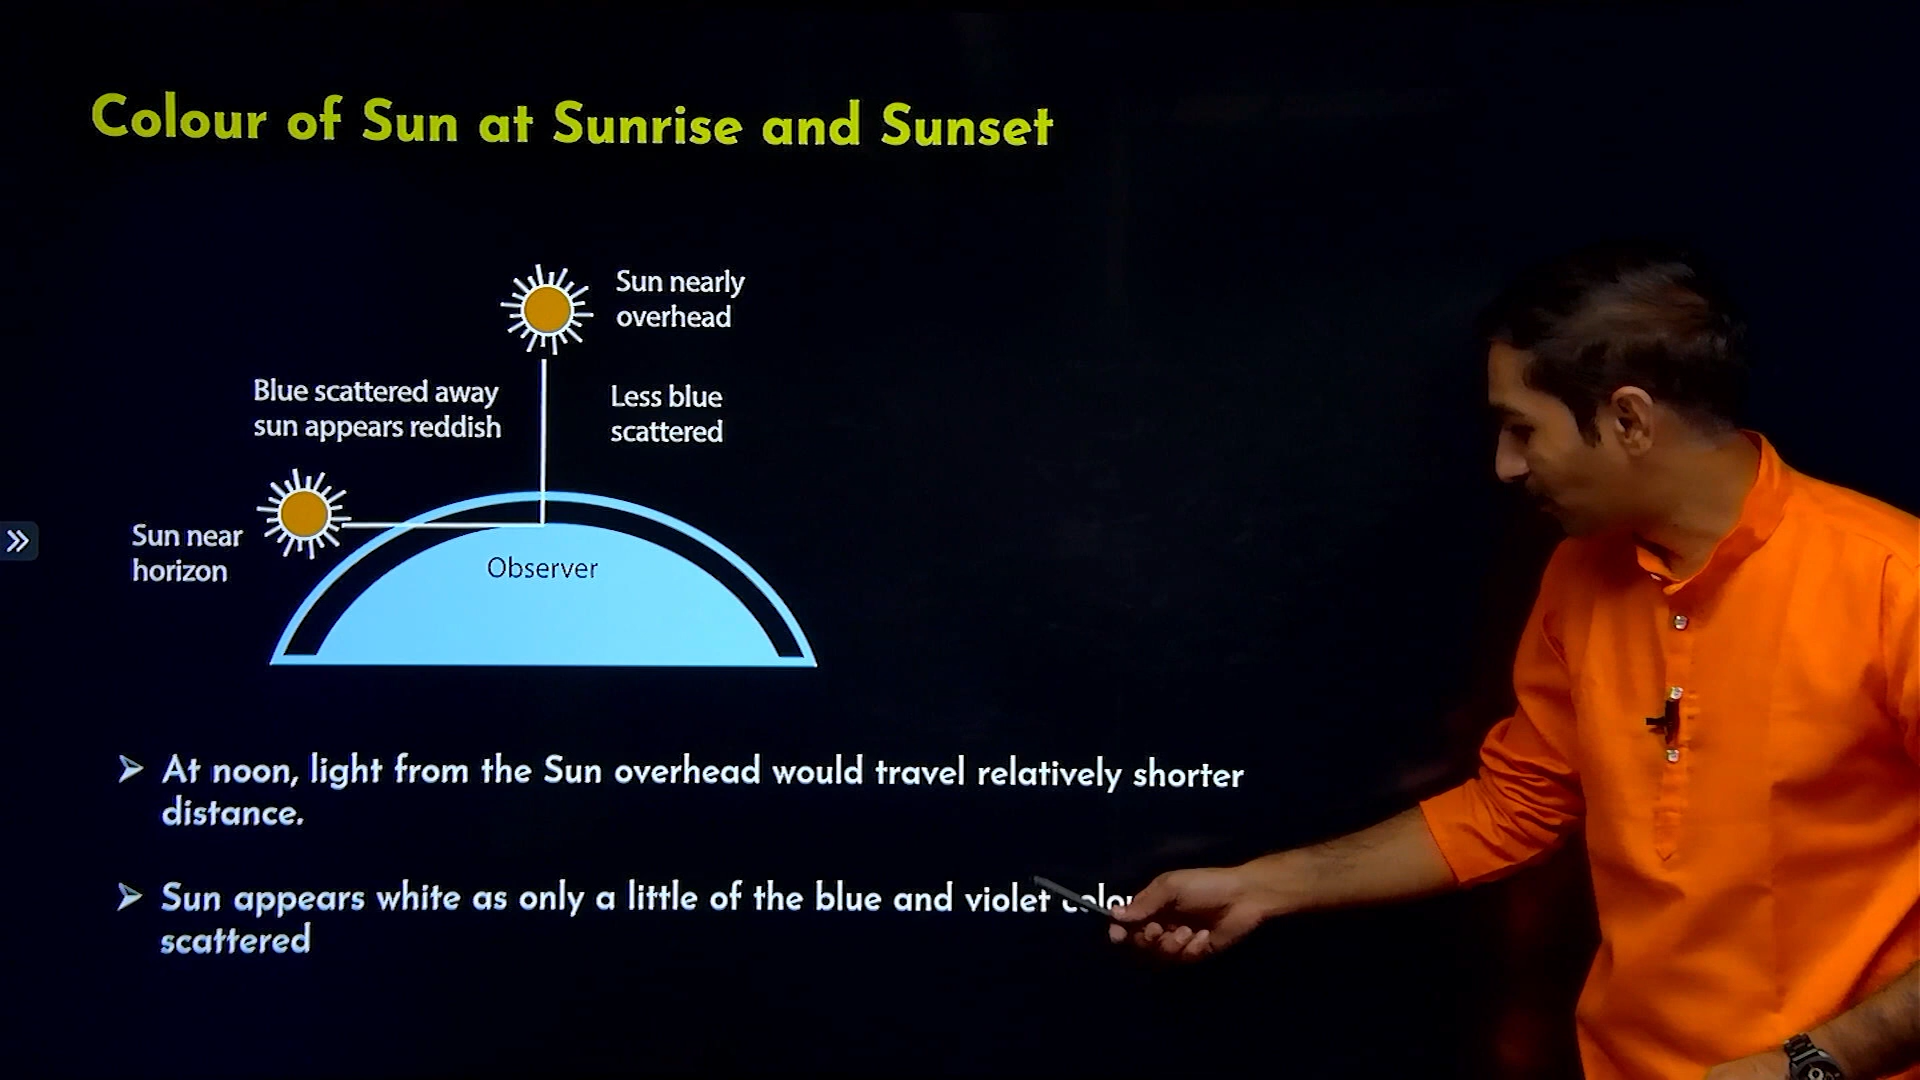 Colour of Sun at Sunrise and Sunset
Sun nearly
overhead
Blue scattered away
sun appears reddish
Less blue
scattered
Sun near
horizon
Observer
At noon, light from the Sun overhead would travel relatively shorter
distance.
Sun appears white as only a little of the blue and violet
scattered